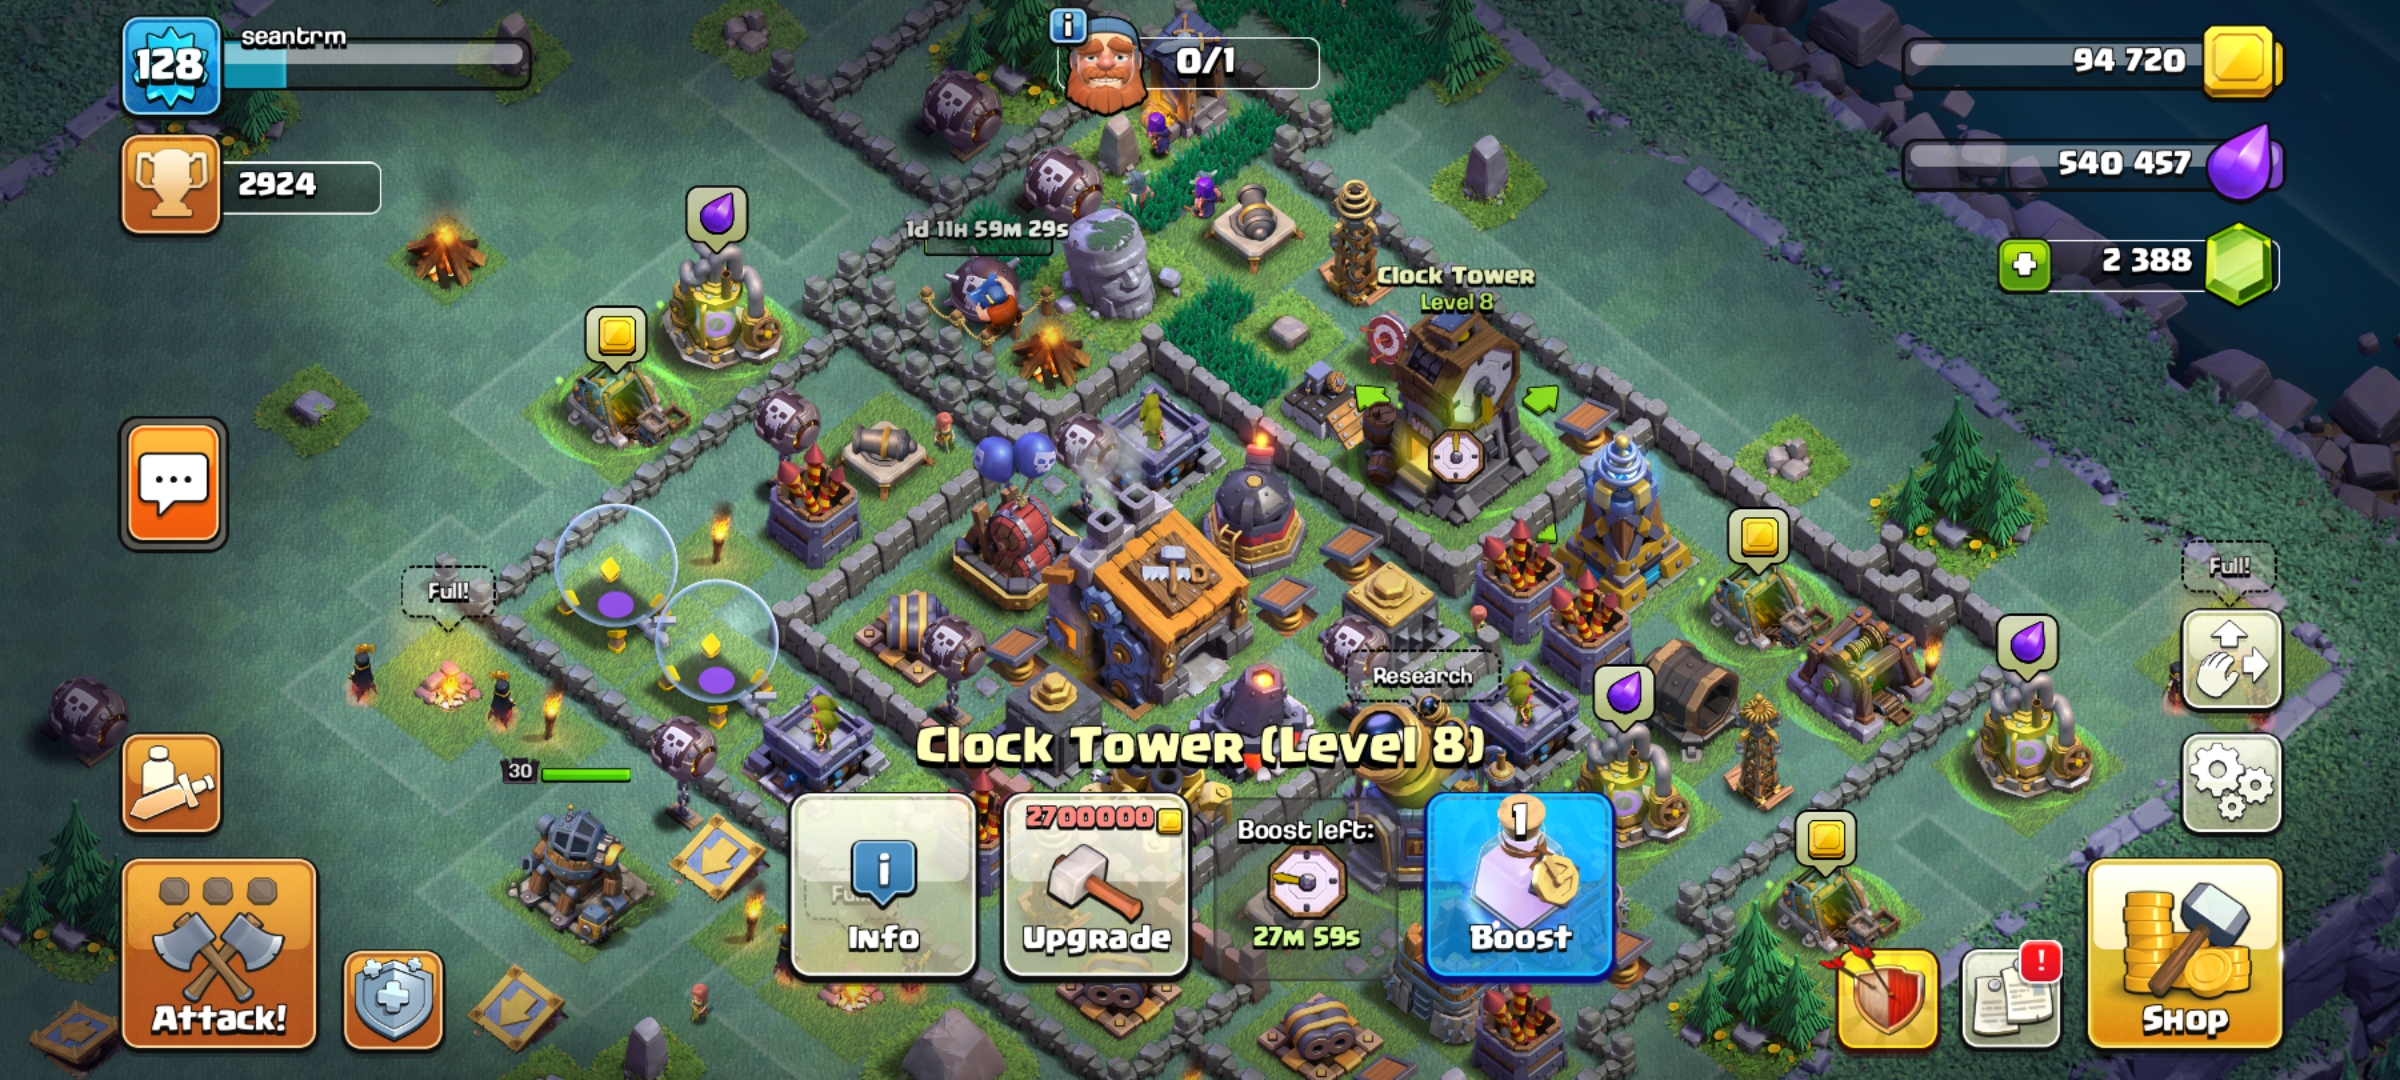 128
seantrm
0/1
94 720
2924
540 457
1d 11h 59m 29s
2 388
Clock Tower
Level 8
Full!
Full!
Research
Clock Tower (Level 8)
30
2700000
Boost left:
1
Info
Upgrade
27m 59s
Boost
Attack!
!
Shop